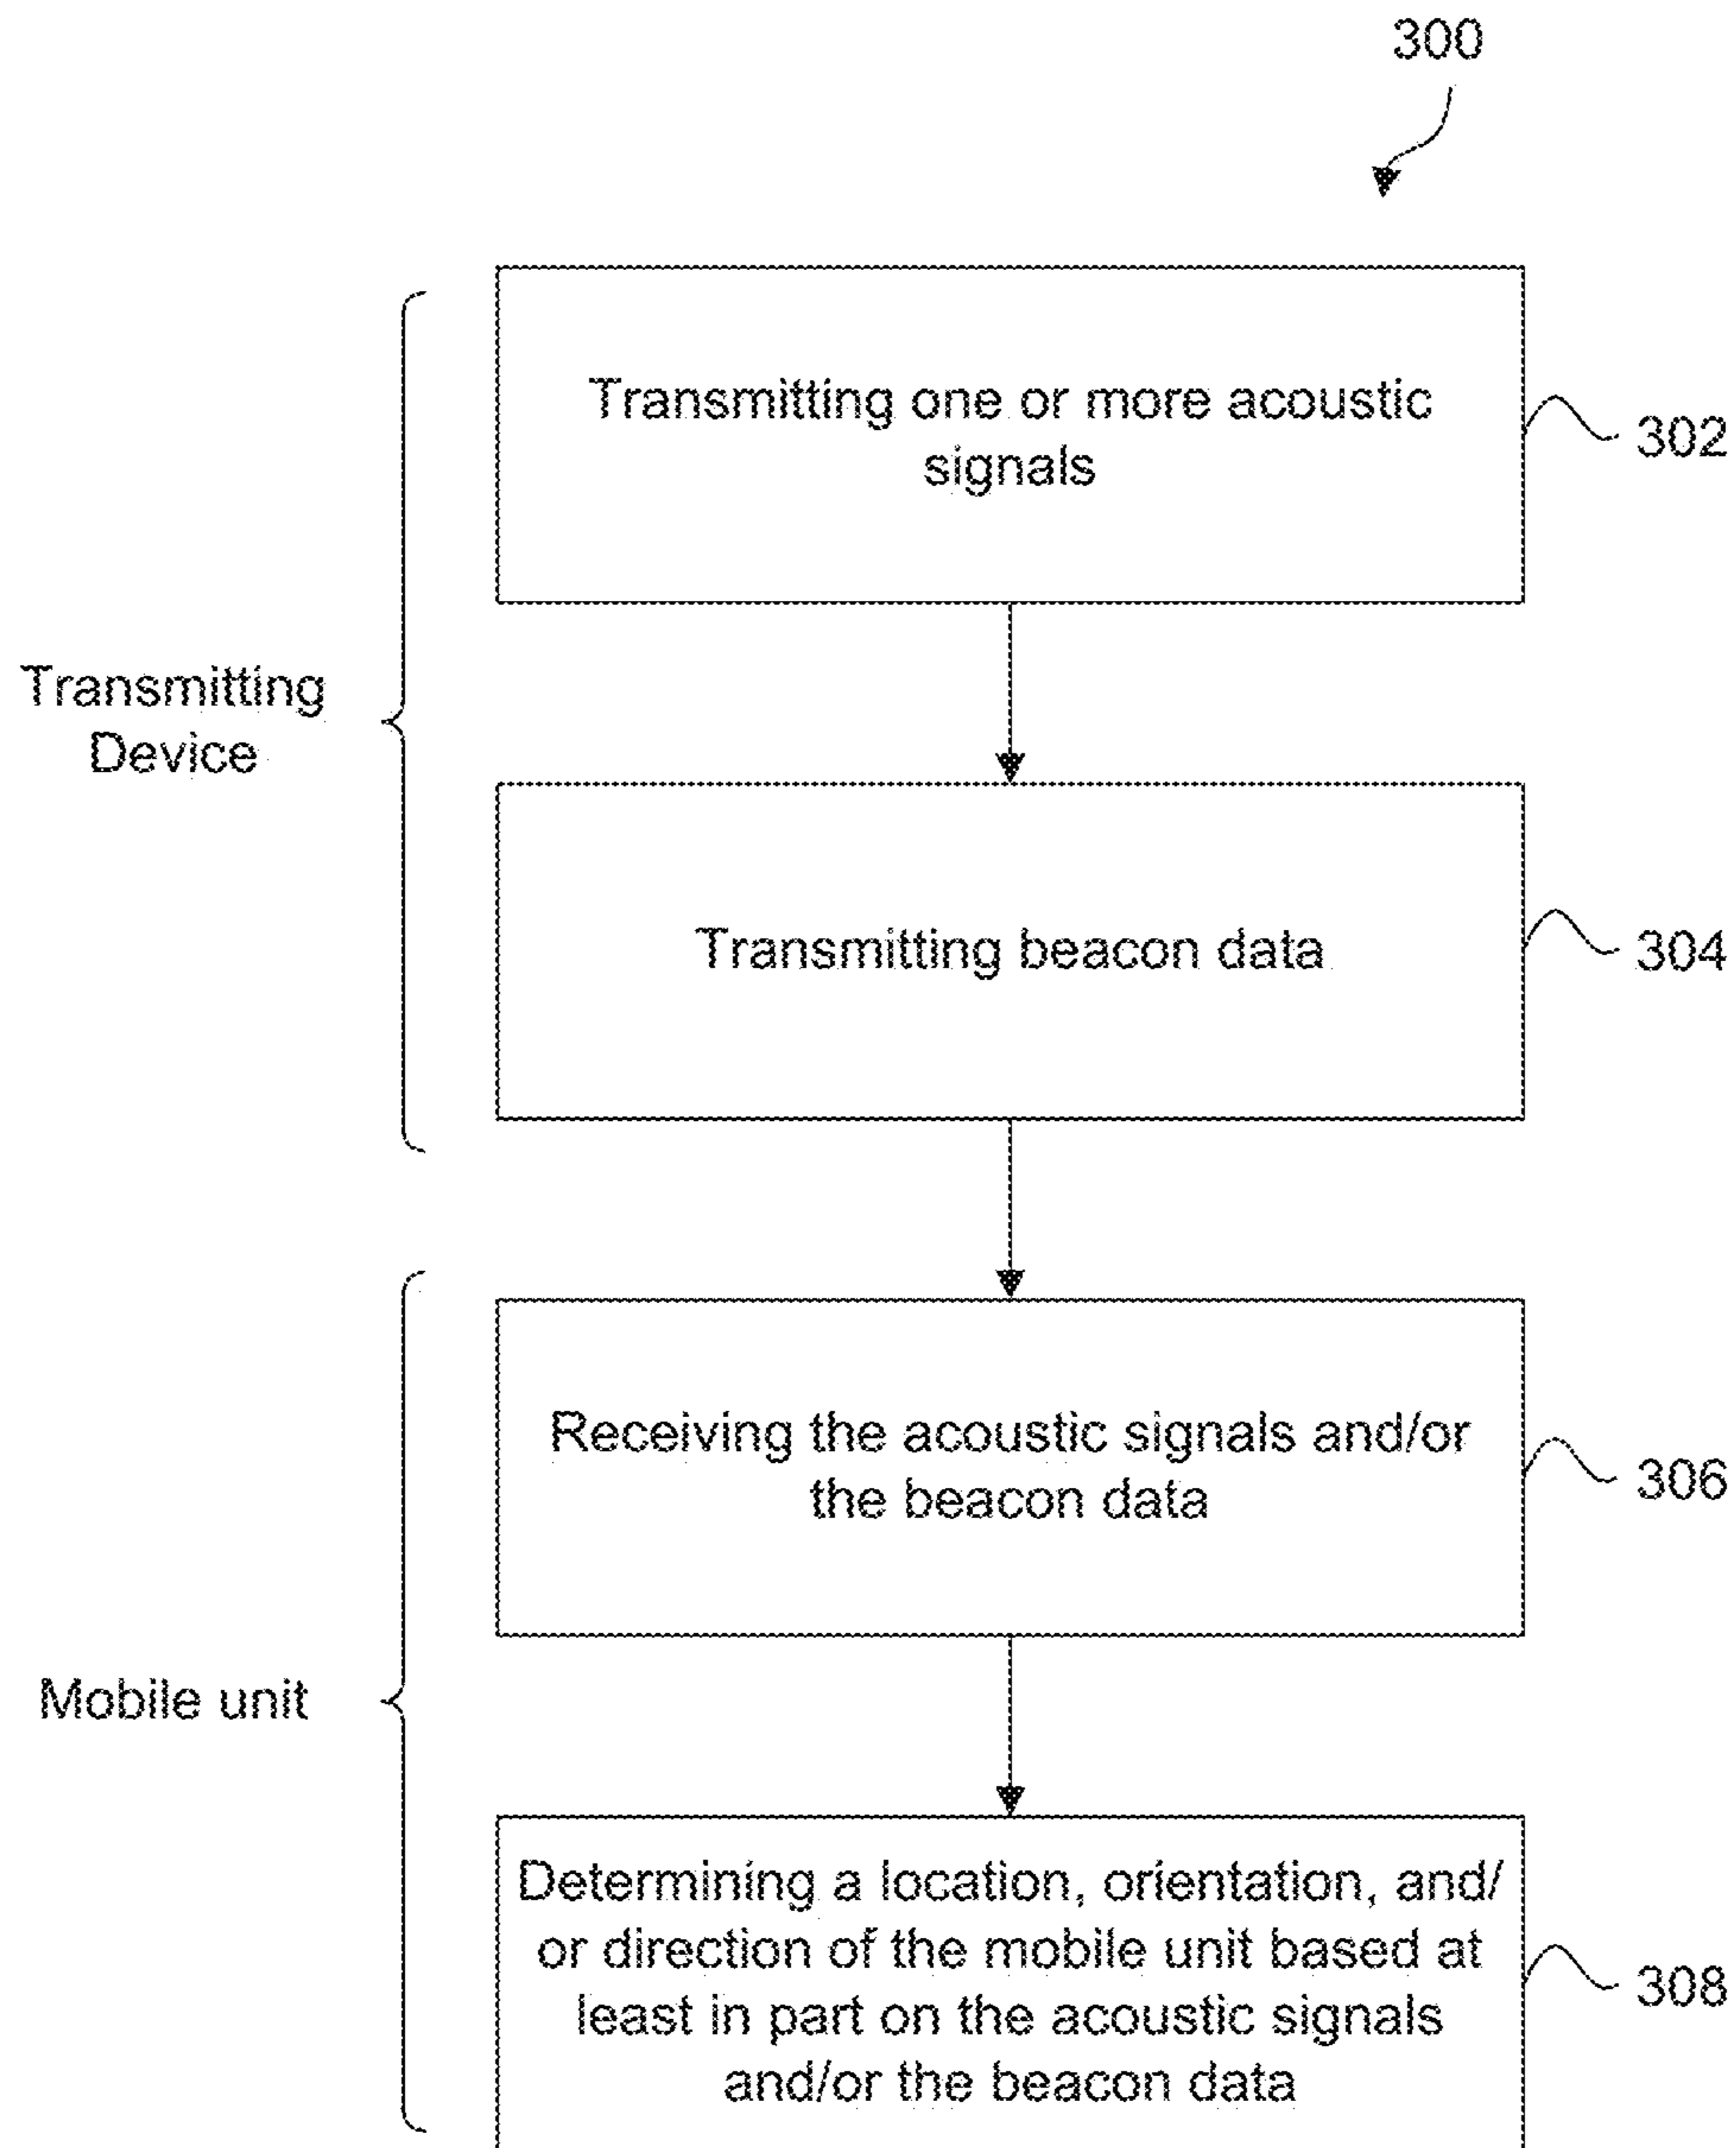 300
Transmitting one or more acoustic
signals
302
Transmitting
Device
Transmitting beacon data
304
Receiving the acoustic signals and/or
the beacon data
306
Mobile unit
Determining a location, orientation, and/
or direction of the mobile unit based at
least in part on the acoustic signals
and/or the beacon data
308